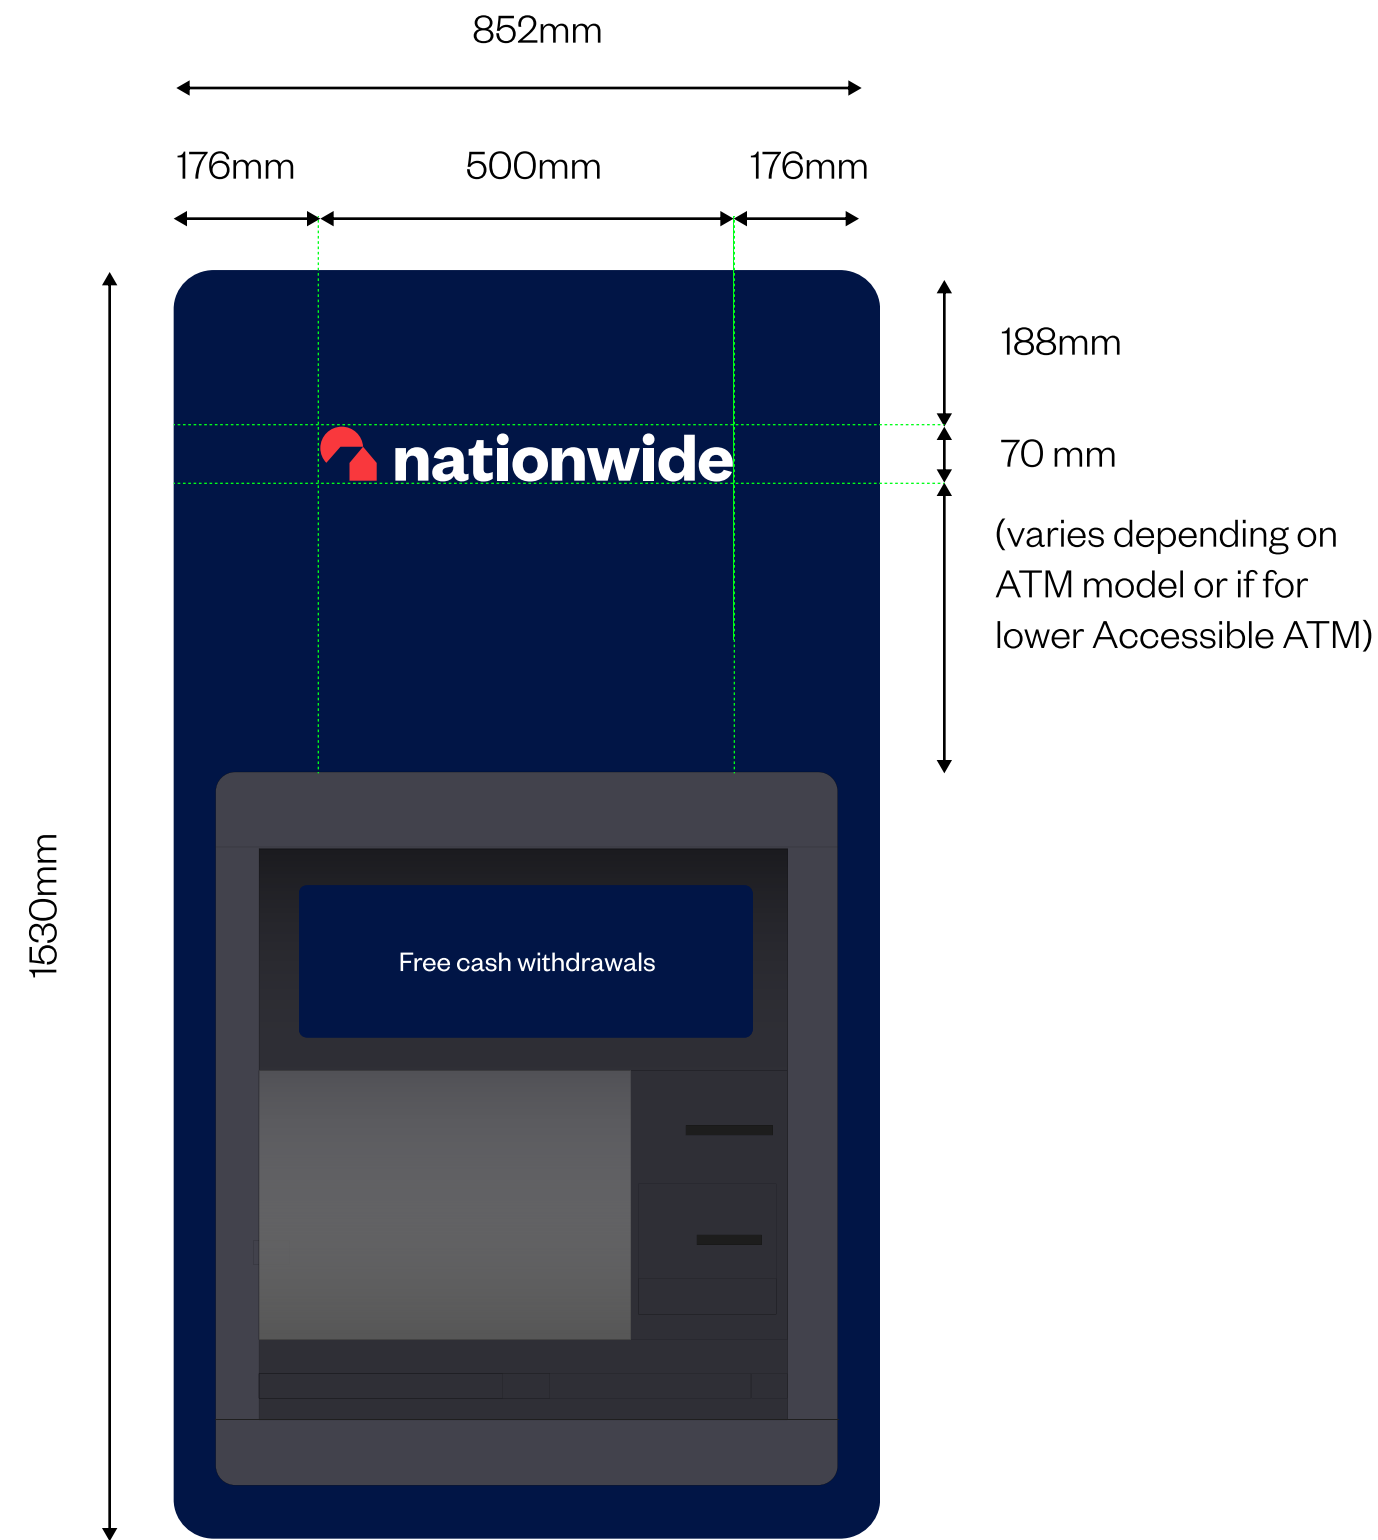 852mm
176mm
500mm
176mm
188mm
nationwide
70 mm
(varies depending on
ATM model or if for
lower Accessible ATM)
1530mm
Free cash withdrawals